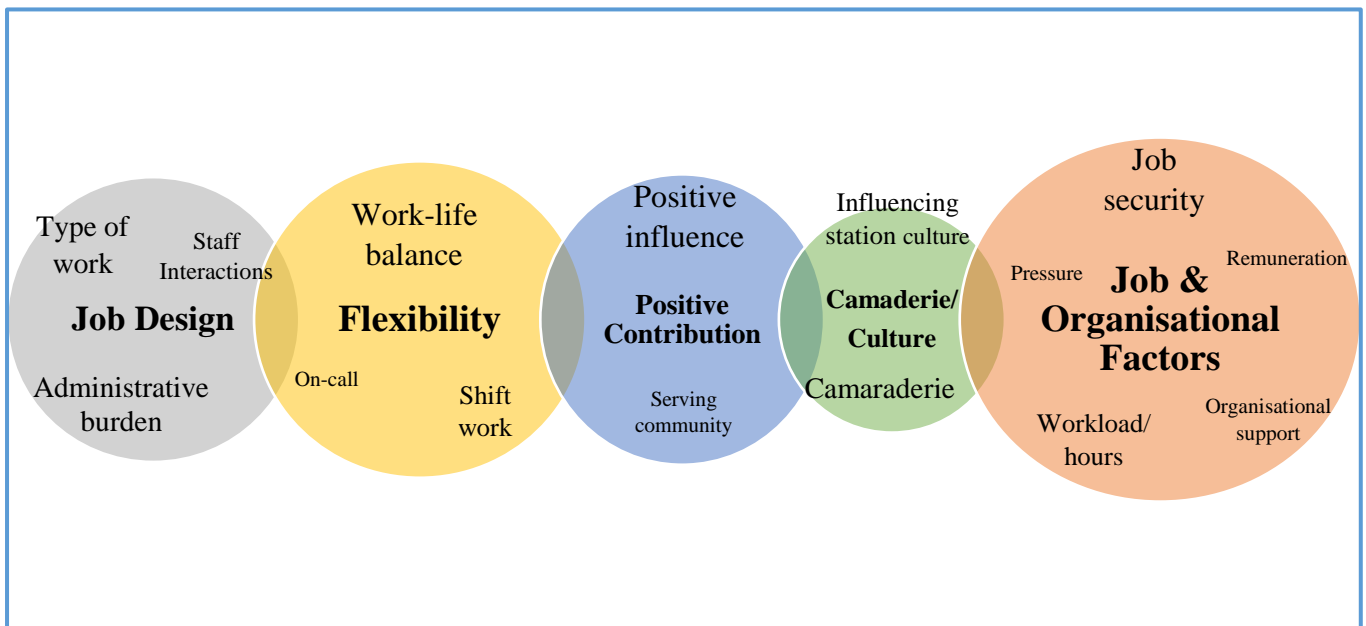 Type of
work
Staff
Interactions
Job Design
Administrative
burden
Work-life
balance
Flexibility
On-call
Shift
work
Positive
influence
Positive
Contribution
Serving
community
Influencing
station culture
Camaderie/
Culture
Camaraderie
Job
security
Pressure
Remuneration
Job &
Organisational
Factors
Workload/
hours
Organisational
support